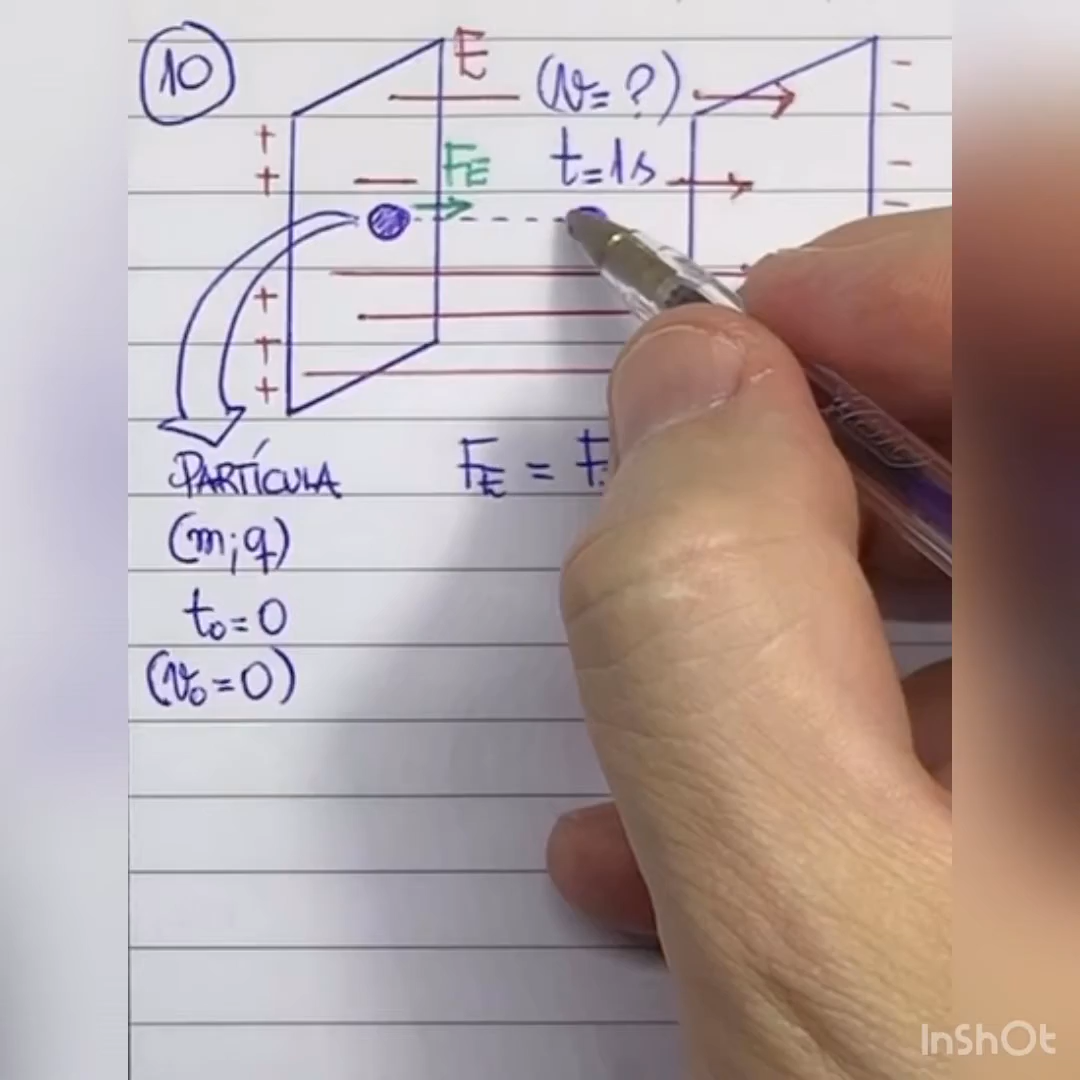 10
E
(v=?)
FE
t=1s
+
+
+
+
+
-
-
-
-
FE = F
PARTÍCULA
(m;q)
t0=0
(v0=0)
InShOt